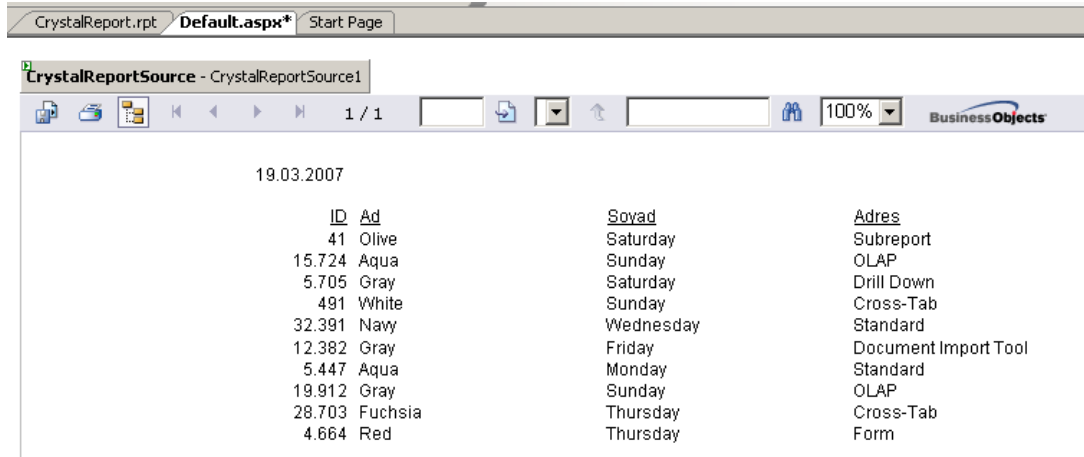 CrystalReport.rpt Default.aspx* Start Page
CrystalReportSource - CrystalReportSource1
1 / 1 100% BusinessObjects
19.03.2007
ID Ad Soyad Adres
41 Olive Saturday Subreport
15.724 Aqua Sunday OLAP
5.705 Gray Saturday Drill Down
491 White Sunday Cross-Tab
32.391 Navy Wednesday Standard
12.382 Gray Friday Document Import Tool
5.447 Aqua Monday Standard
19.912 Gray Sunday OLAP
28.703 Fuchsia Thursday Cross-Tab
4.664 Red Thursday Form